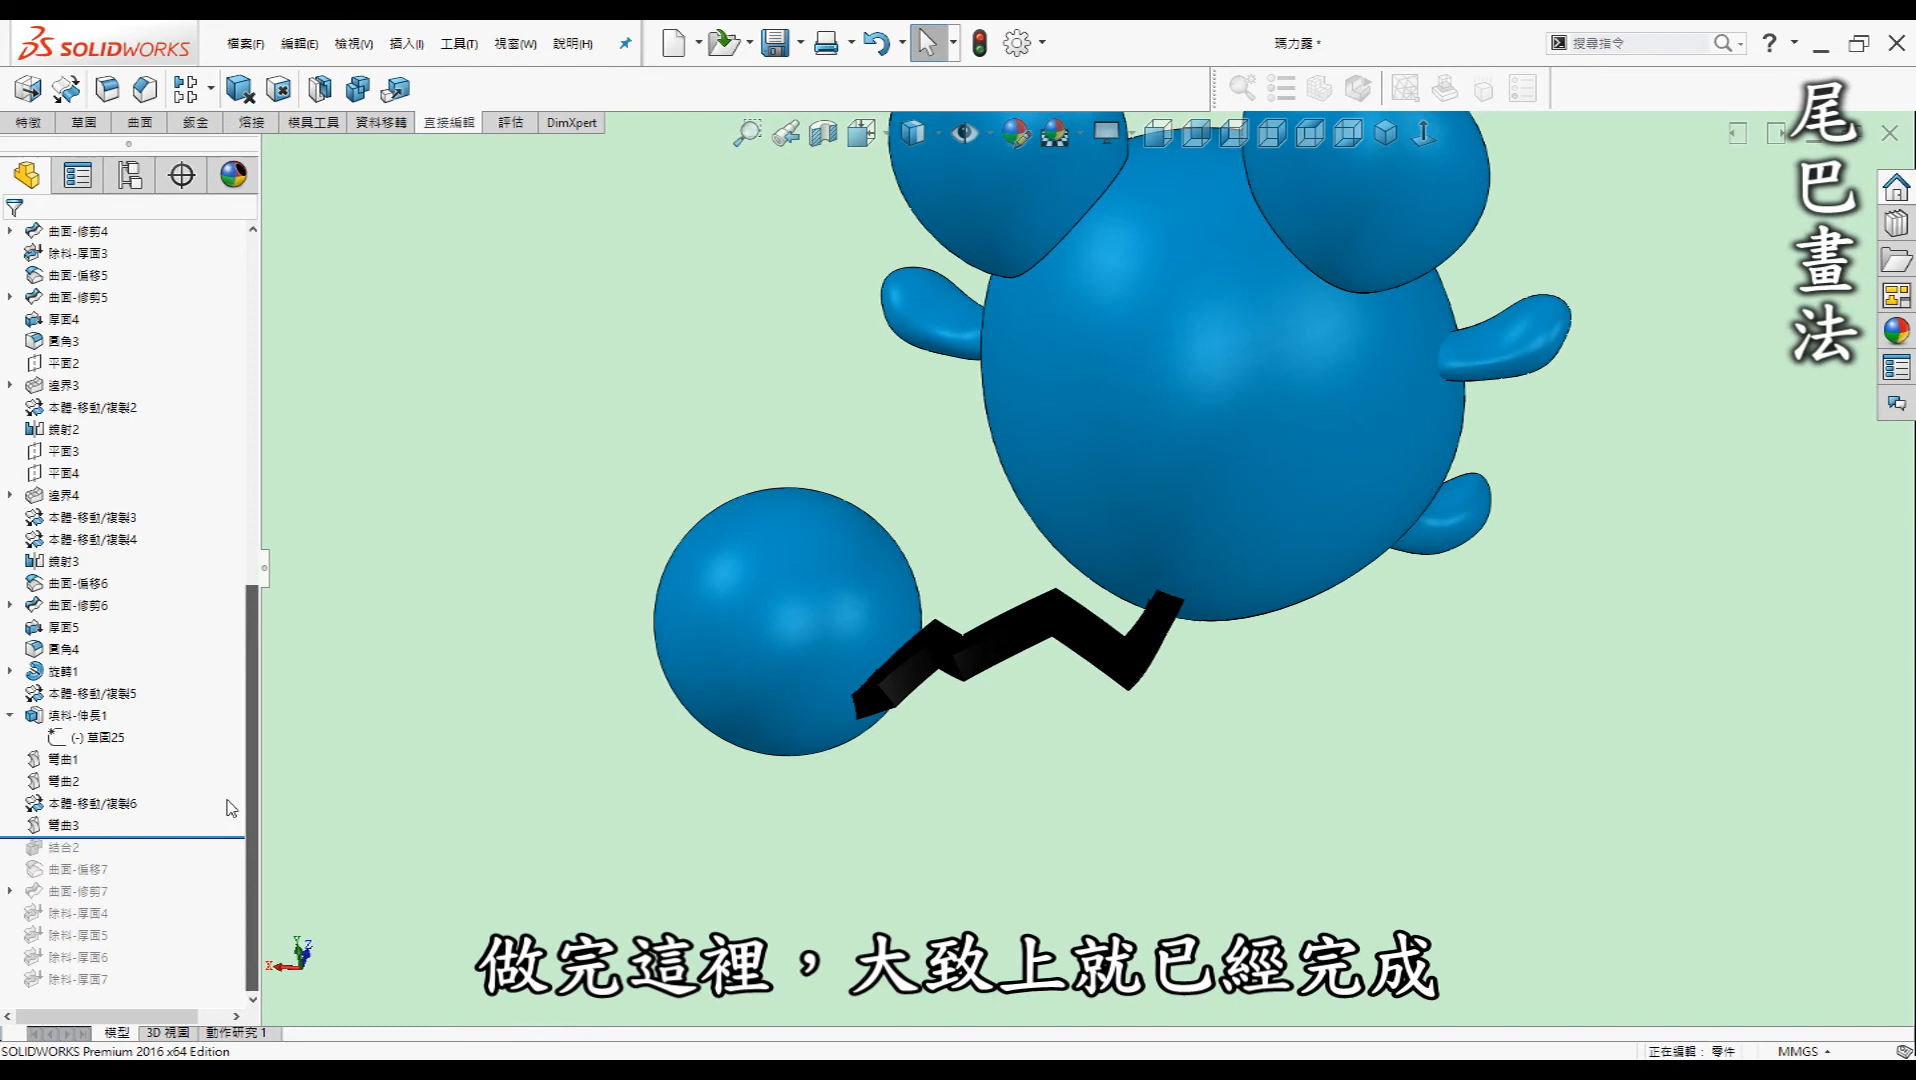 SOLIDWORKS
檔案(F)
編輯(E)
檢視(V)
插入(I)
工具(T)
視窗(W)
說明(H)
瑪力露 *
搜尋指令
?
特徵
草圖
曲面
鈑金
熔接
模具工具
資料移轉
直接編輯
評估
DimXpert
曲面-修剪4
除料-厚面3
曲面-偏移5
曲面-修剪5
厚面4
圓角3
平面2
邊界3
本體-移動/複製2
鏡射2
平面3
平面4
邊界4
本體-移動/複製3
本體-移動/複製4
鏡射3
曲面-偏移6
曲面-修剪6
厚面5
圓角4
旋轉1
本體-移動/複製5
填料-伸長1
(-) 草圖25
彎曲1
彎曲2
本體-移動/複製6
彎曲3
結合2
曲面-偏移7
曲面-修剪7
除料-厚面4
除料-厚面5
除料-厚面6
除料-厚面7
尾巴畫法
Y
Z
X
做完這裡，大致上就已經完成
模型
3D 視圖
動作研究 1
SOLIDWORKS Premium 2016 x64 Edition
正在編輯： 零件
MMGS